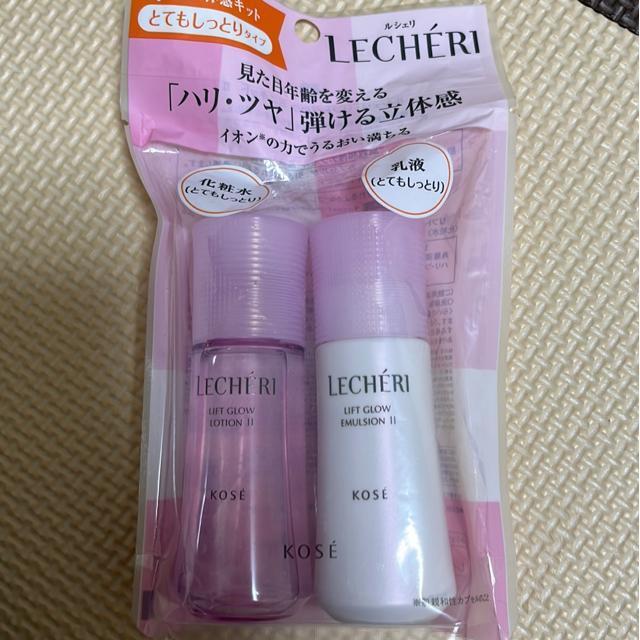 感キット
とてもしっとりタイプ
ルシェリ
LECHÉRI
見た目年齢を変える
「ハリ・ツヤ」弾ける立体感
イオン※の力でうるおい満ちる
化粧水
(とてもしっとり)
乳液
(とてもしっとり)
LECHÉRI
LIFT GLOW
LOTION II
KOSÉ
LECHÉRI
LIFT GLOW
EMULSION II
KOSÉ
KOSÉ